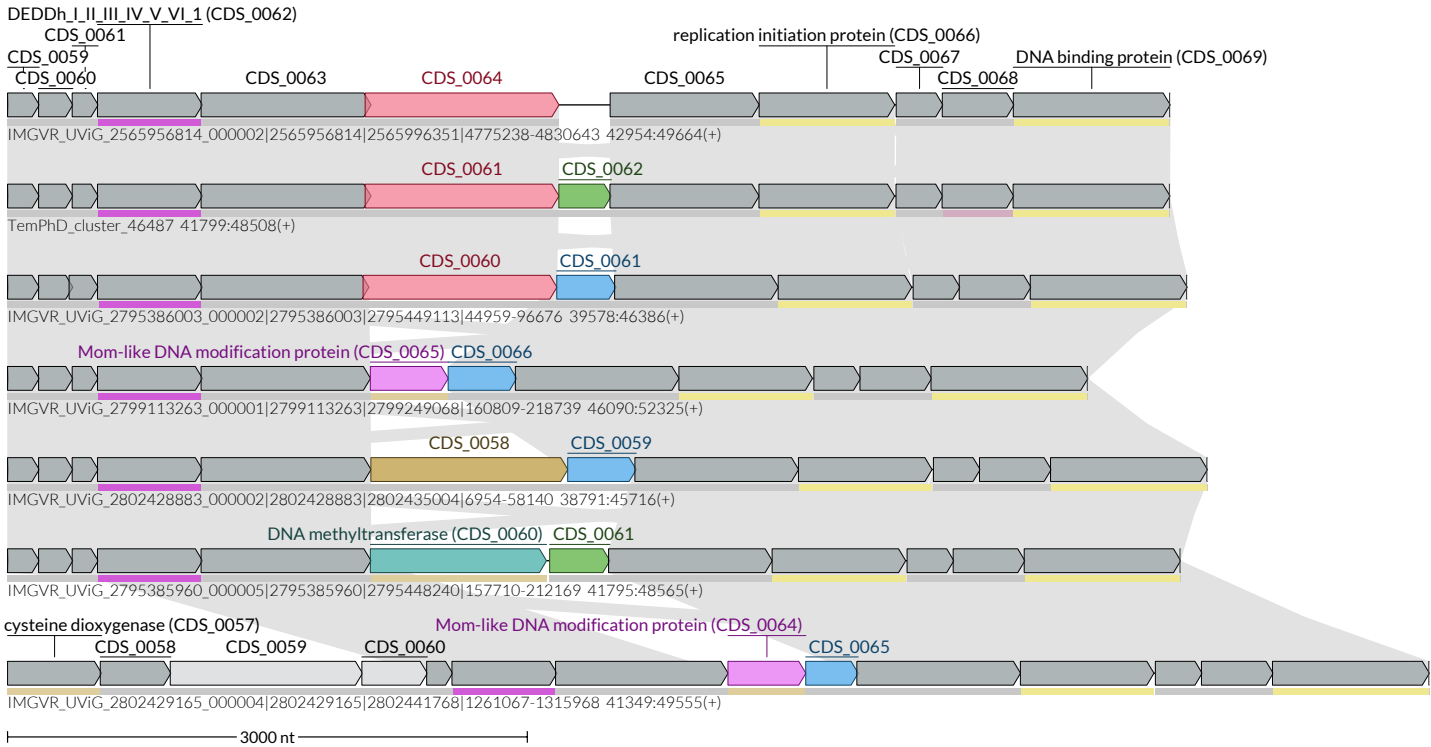 DEDDh_I_II_III_IV_V_VI_1 (CDS_0062)
CDS_0061
replication initiation protein (CDS_0066)
CDS_0059
CDS_0067
DNA binding protein (CDS_0069)
CDS_0060
CDS_0063
CDS_0064
CDS_0065
CDS_0068
IMGVR_UViG_2565956814_000002|2565956814|2565996351|4775238-4830643 42954:49664(+)
CDS_0061
CDS_0062
TemPhD_cluster_46487 41799:48508(+)
CDS_0060
CDS_0061
IMGVR_UViG_2795386003_000002|2795386003|2795449113|44959-96676 39578:46386(+)
Mom-like DNA modification protein (CDS_0065)
CDS_0066
IMGVR_UViG_2799113263_000001|2799113263|2799249068|160809-218739 46090:52325(+)
CDS_0058
CDS_0059
IMGVR_UViG_2802428883_000002|2802428883|2802435004|6954-58140 38791:45716(+)
DNA methyltransferase (CDS_0060)
CDS_0061
IMGVR_UViG_2795385960_000005|2795385960|2795448240|157710-212169 41795:48565(+)
cysteine dioxygenase (CDS_0057)
Mom-like DNA modification protein (CDS_0064)
CDS_0058
CDS_0059
CDS_0060
CDS_0065
IMGVR_UViG_2802429165_000004|2802429165|2802441768|1261067-1315968 41349:49555(+)
3000 nt